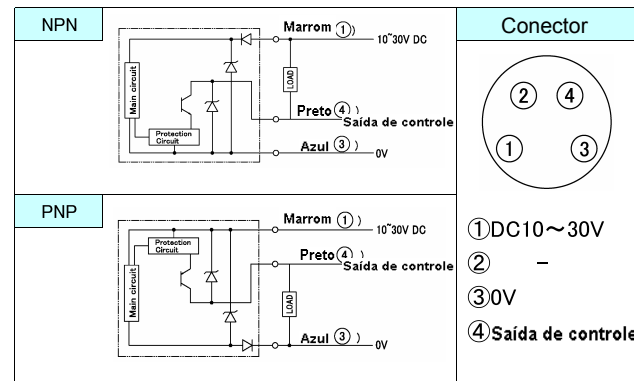 NPN
Marrom ①)
10~30V DC
Main circuit
LOAD
Protection
Circuit
Preto ④)
Saída de controle
Azul ③ )
0V
PNP
Marrom ① )
10~30V DC
Protection
Circuit
Preto ④ )
Saída de controle
Main circuit
LOAD
Azul ③ )
0V
Conector
② ④
① ③
①DC10～30V
② －
③0V
④Saída de controle